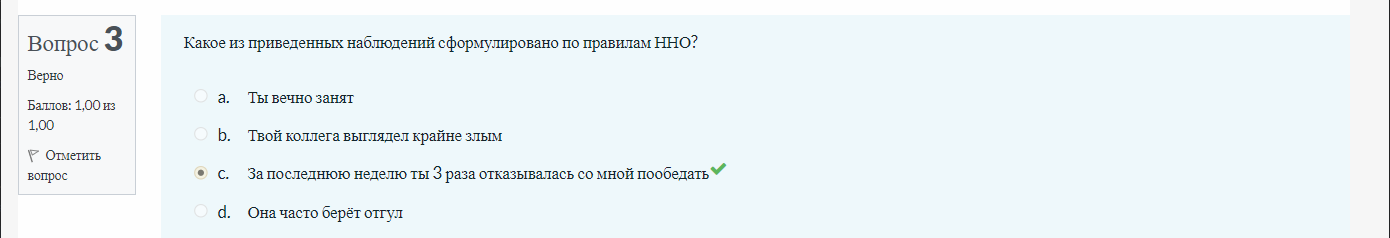 Вопрос 3
Верно
Баллов: 1,00 из
1,00
Отметить
вопрос
Какое из приведенных наблюдений сформулировано по правилам ННО?
a. Ты вечно занят
b. Твой коллега выглядел крайне злым
c. За последнюю неделю ты 3 раза отказывалась со мной пообедать
d. Она часто берёт отгул